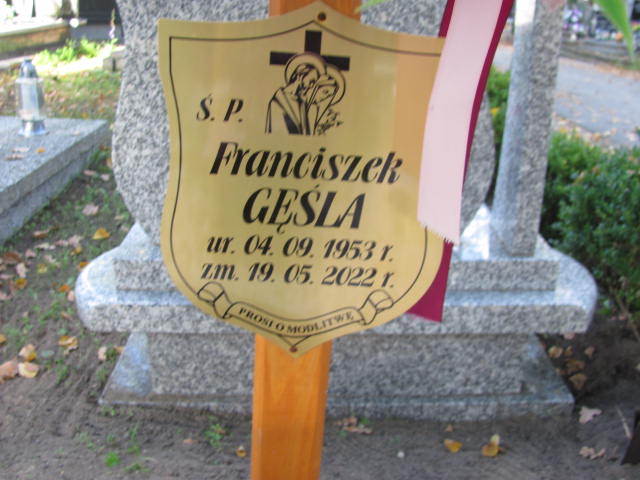 Ś. P.
Franciszek
GĘŚLA
ur. 04. 09. 1953 r.
zm. 19. 05. 2022 r.
PROSI O MODLITWĘ